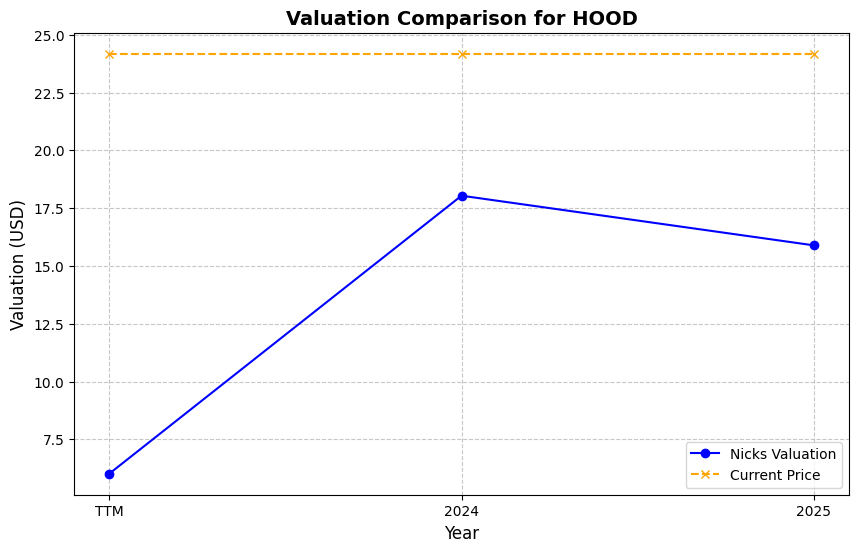 Valuation Comparison for HOOD
Valuation (USD)
25.0
22.5
20.0
17.5
15.0
12.5
10.0
7.5
TTM 2024 2025
Year
Nicks Valuation
Current Price